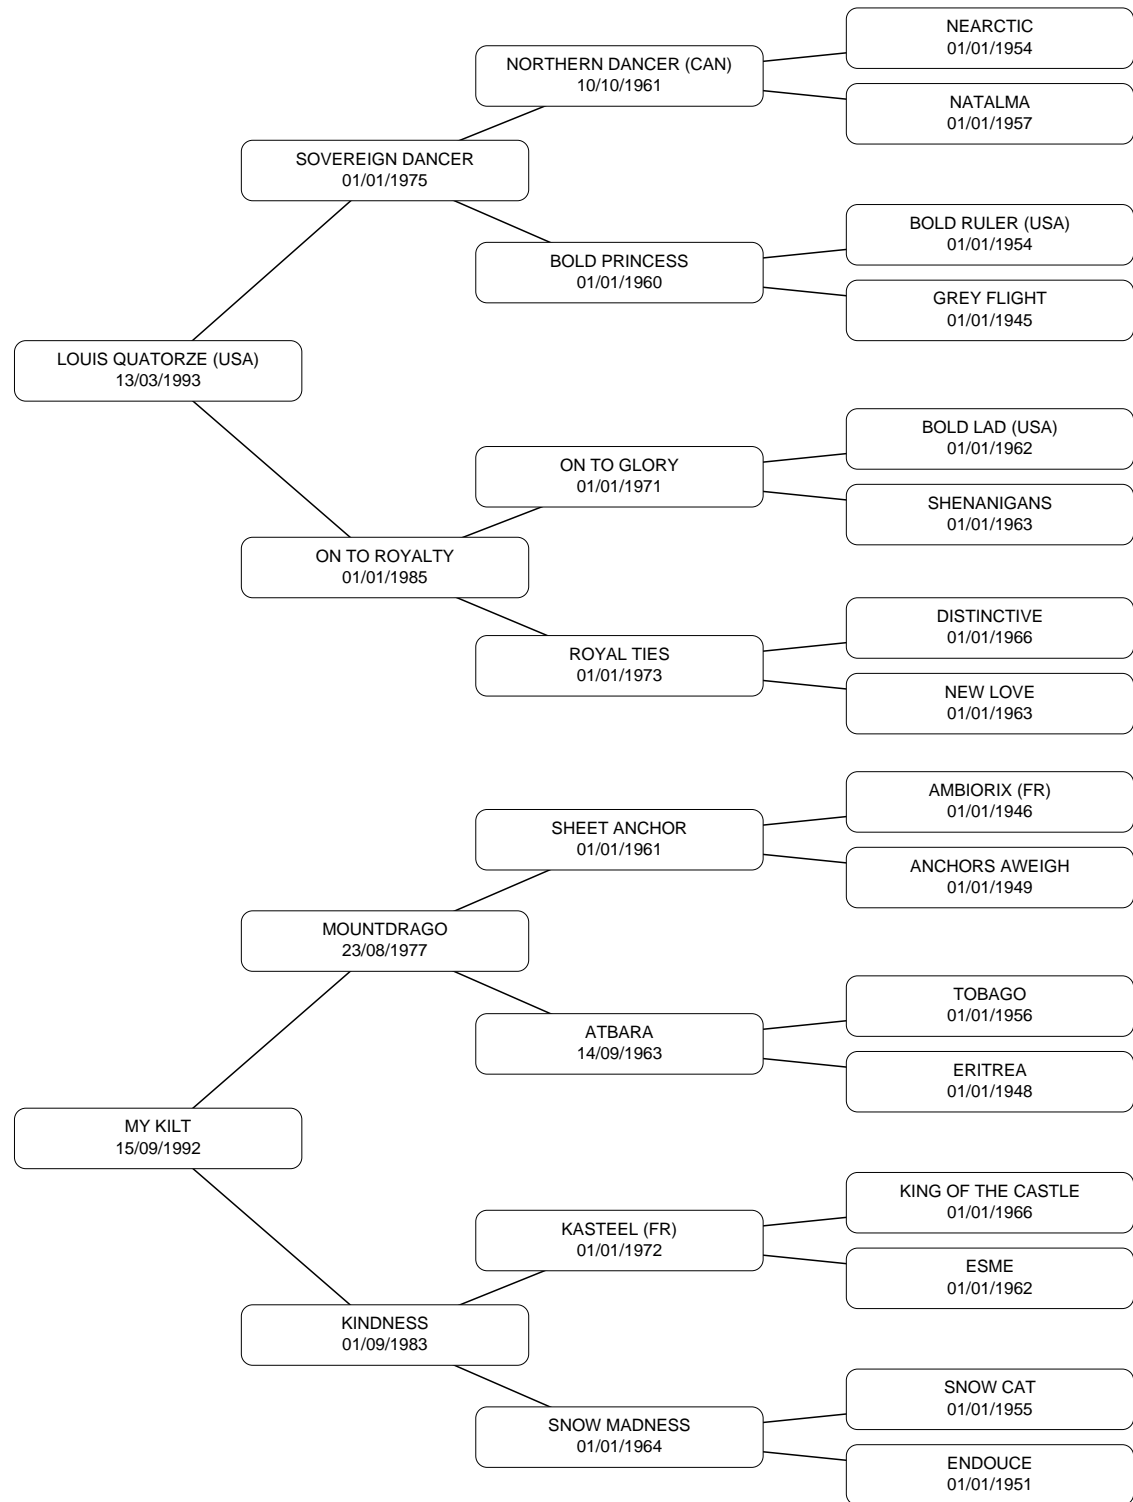 NEARCTIC
01/01/1954
NORTHERN DANCER (CAN)
10/10/1961
NATALMA
01/01/1957
SOVEREIGN DANCER
01/01/1975
BOLD RULER (USA)
01/01/1954
BOLD PRINCESS
01/01/1960
GREY FLIGHT
01/01/1945
LOUIS QUATORZE (USA)
13/03/1993
BOLD LAD (USA)
01/01/1962
ON TO GLORY
01/01/1971
SHENANIGANS
01/01/1963
ON TO ROYALTY
01/01/1985
DISTINCTIVE
01/01/1966
ROYAL TIES
01/01/1973
NEW LOVE
01/01/1963
AMBIORIX (FR)
01/01/1946
SHEET ANCHOR
01/01/1961
ANCHORS AWEIGH
01/01/1949
MOUNTDRAGO
23/08/1977
TOBAGO
01/01/1956
ATBARA
14/09/1963
ERITREA
01/01/1948
MY KILT
15/09/1992
KING OF THE CASTLE
01/01/1966
KASTEEL (FR)
01/01/1972
ESME
01/01/1962
KINDNESS
01/09/1983
SNOW CAT
01/01/1955
SNOW MADNESS
01/01/1964
ENDOUCE
01/01/1951